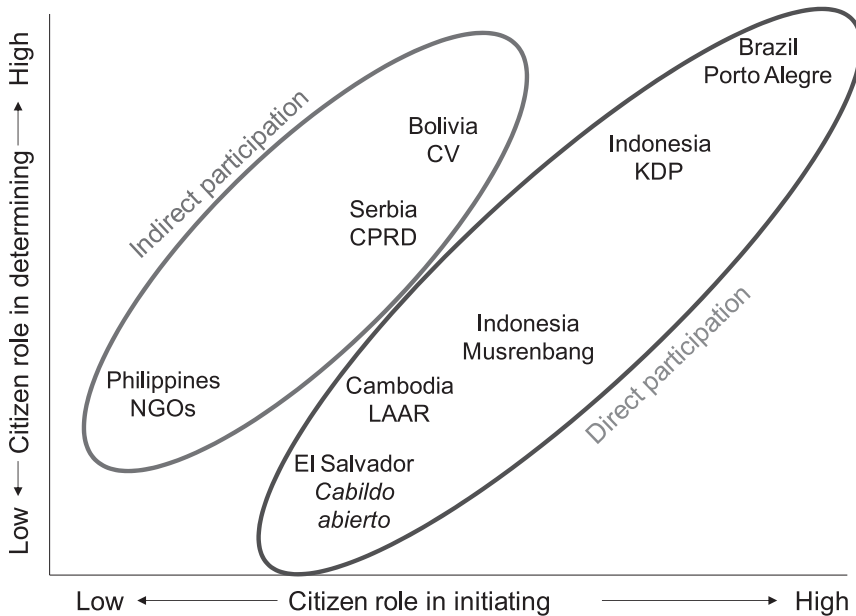 Low ← Citizen role in determining → High
Indirect participation
Brazil
Porto Alegre
Bolivia
CV
Indonesia
KDP
Serbia
CPRD
Indonesia
Musrenbang
Philippines
NGOs
Cambodia
LAAR
Direct participation
El Salvador
Cabildo
abierto
Low ← Citizen role in initiating → High